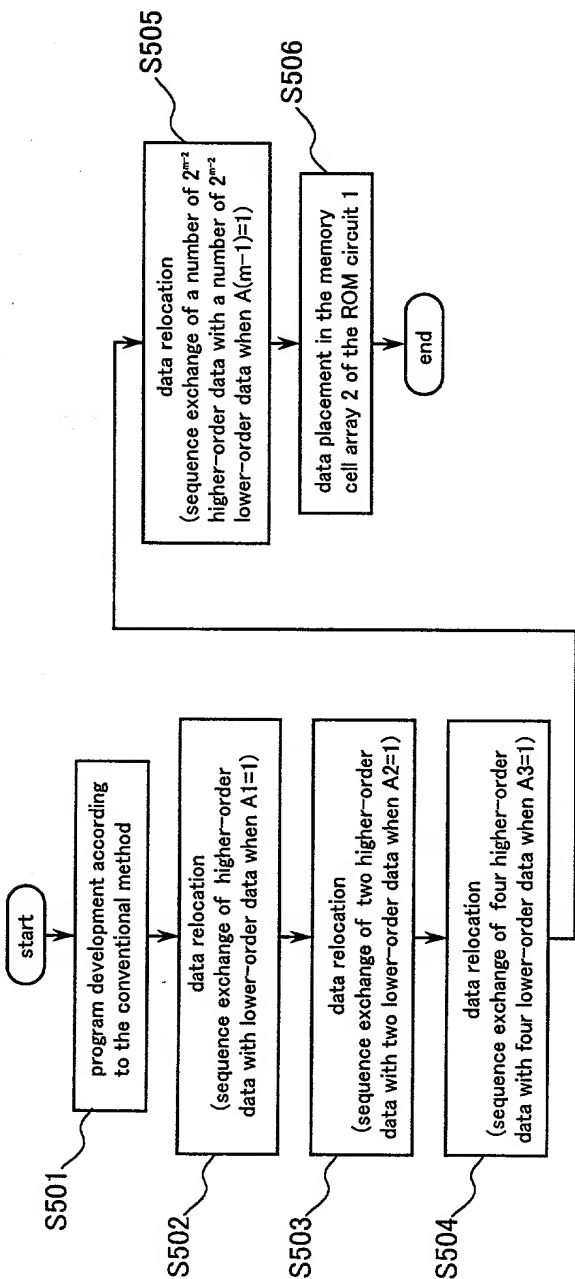 start
S501
program development according
to the conventional method
S502
data relocation
(sequence exchange of higher-order
data with lower-order data when A1=1)
S503
data relocation
(sequence exchange of two higher-order
data with two lower-order data when A2=1)
S504
data relocation
(sequence exchange of four higher-order
data with four lower-order data when A3=1)
S505
data relocation
(sequence exchange of a number of 2^{m-2}
higher-order data with a number of 2^{m-2}
lower-order data when A(m-1)=1)
S506
data placement in the memory
cell array 2 of the ROM circuit 1
end